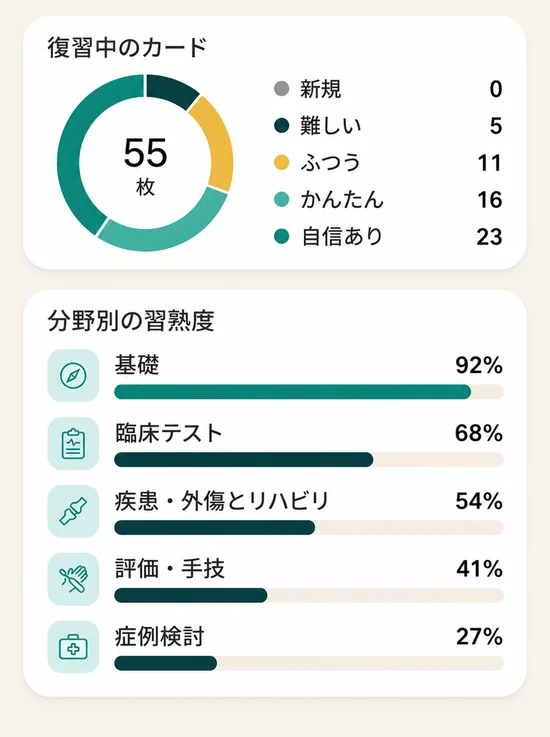 復習中のカード
55
枚
新規 0
難しい 5
ふつう 11
かんたん 16
自信あり 23
分野別の習熟度
基礎 92%
臨床テスト 68%
疾患・外傷とリハビリ 54%
評価・手技 41%
症例検討 27%